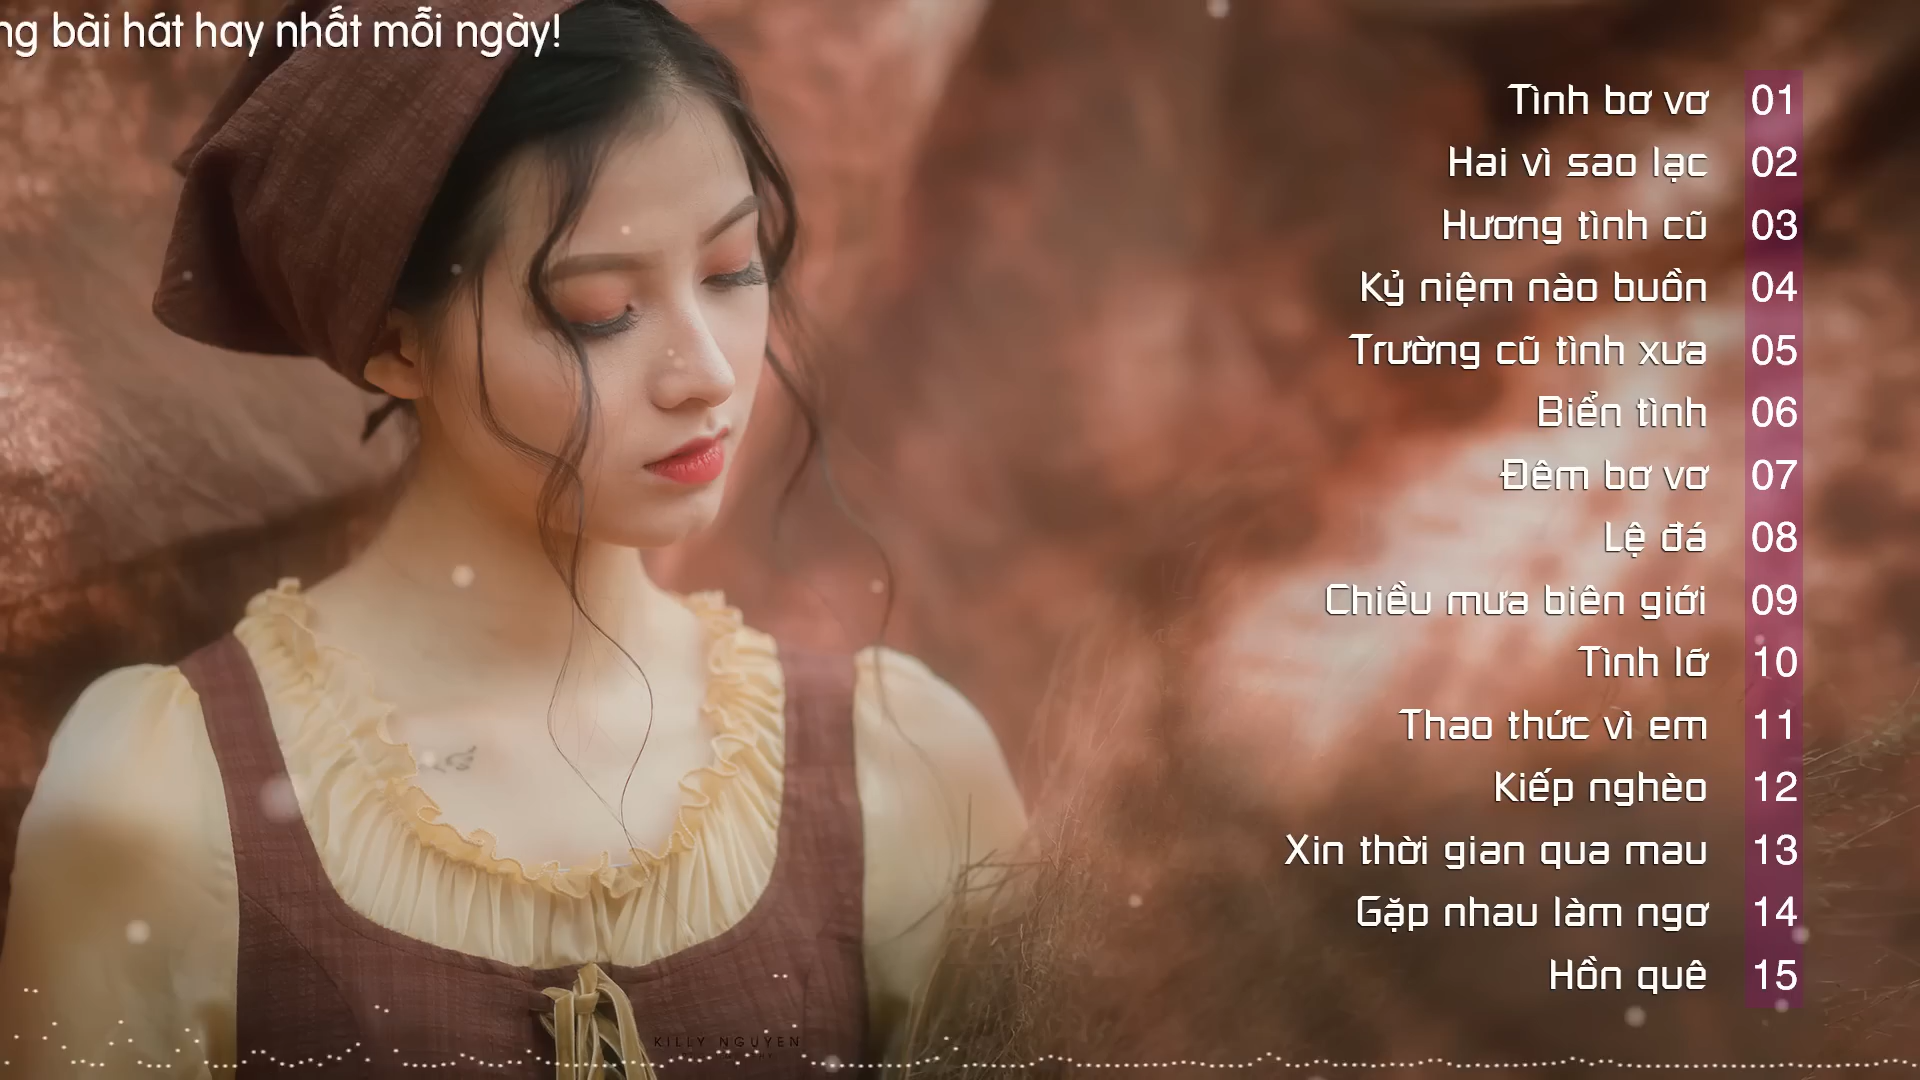 ng bài hát hay nhất mỗi ngày!
Tình bơ vơ 01
Hai vì sao lạc 02
Hương tình cũ 03
Kỷ niệm nào buồn 04
Trường cũ tình xưa 05
Biển tình 06
Đêm bơ vơ 07
Lệ đá 08
Chiều mưa biên giới 09
Tình lỡ 10
Thao thức vì em 11
Kiếp nghèo 12
Xin thời gian qua mau 13
Gặp nhau làm ngơ 14
Hồn quê 15
KILLY NGUYEN